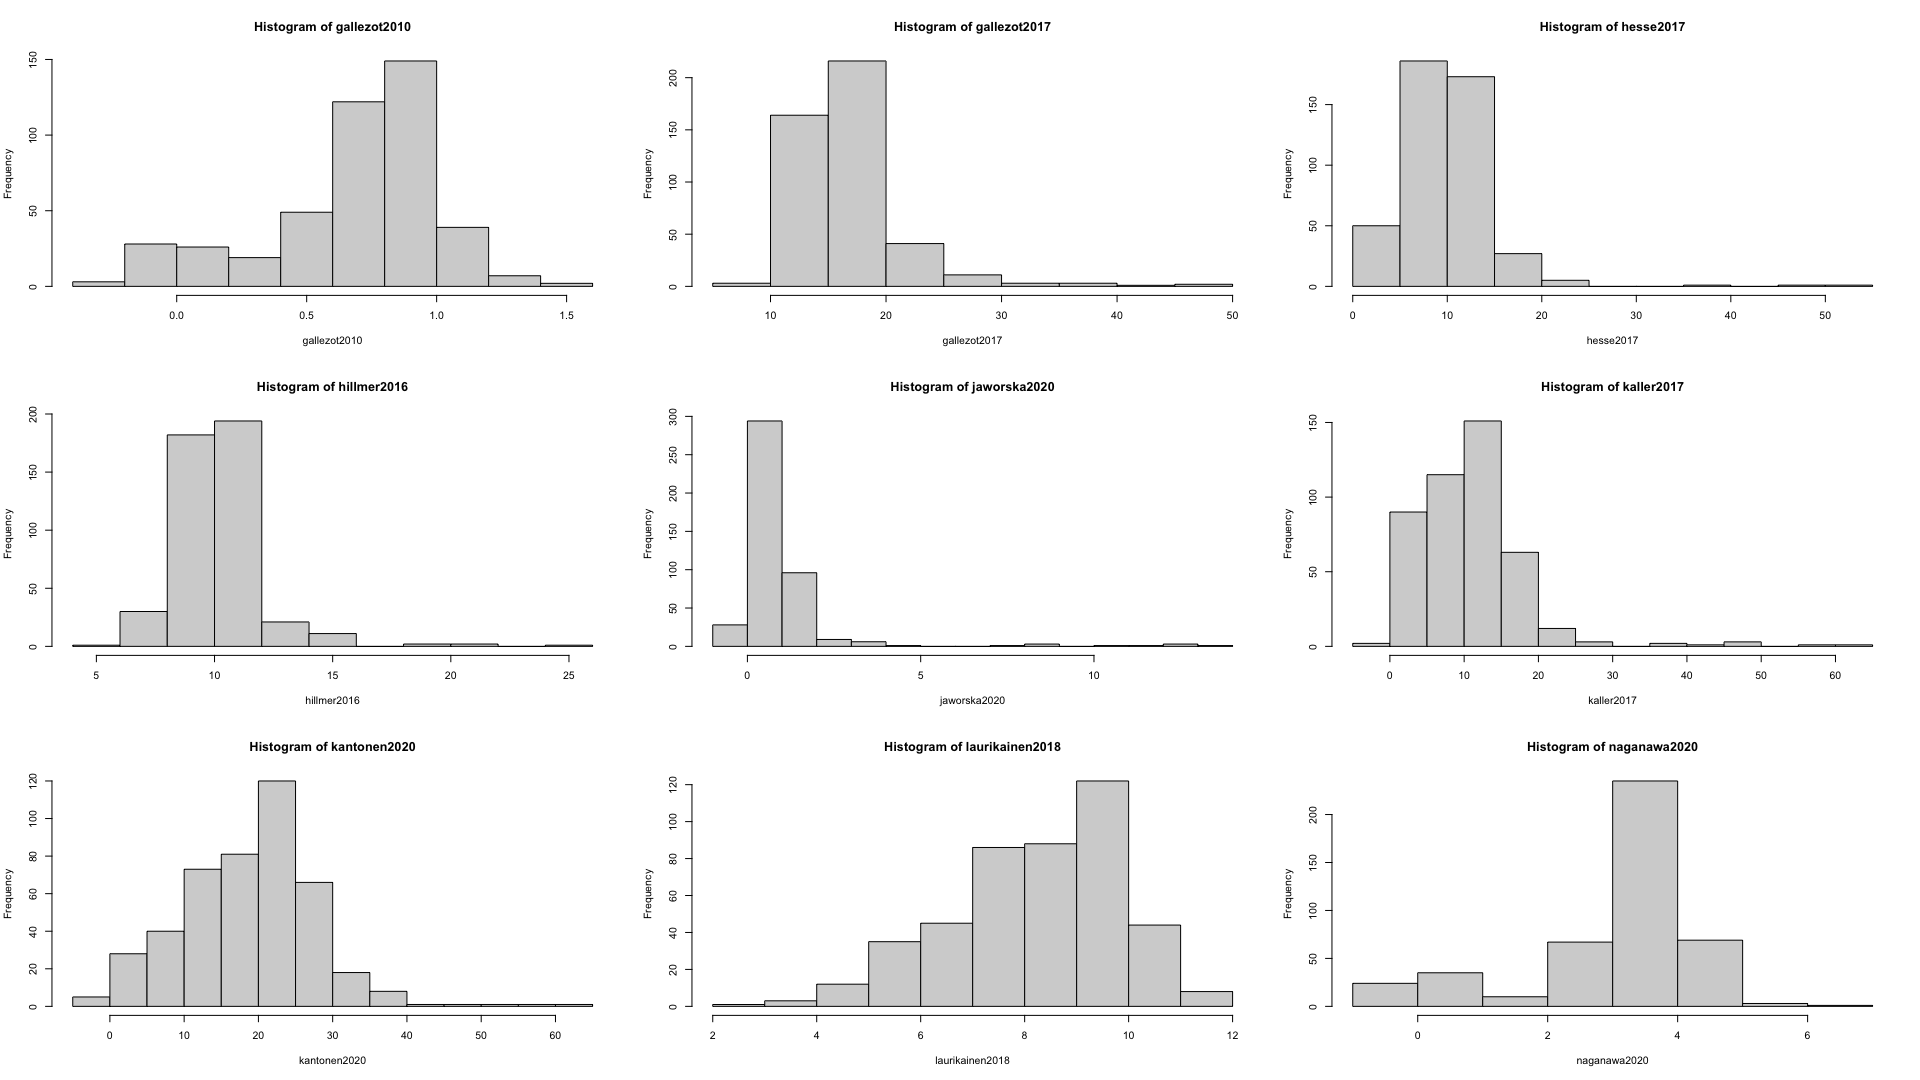 Histogram of gallezot2010
Frequency
0 50 100 150
0.0 0.5 1.0 1.5
gallezot2010
Histogram of gallezot2017
Frequency
0 50 100 150 200
10 20 30 40 50
gallezot2017
Histogram of hesse2017
Frequency
0 50 100 150
0 10 20 30 40 50
hesse2017
Histogram of hillmer2016
Frequency
0 50 100 150 200
5 10 15 20 25
hillmer2016
Histogram of jaworska2020
Frequency
0 50 100 150 200 250 300
0 5 10
jaworska2020
Histogram of kaller2017
Frequency
0 50 100 150
0 10 20 30 40 50 60
kaller2017
Histogram of kantonen2020
Frequency
0 20 40 60 80 100 120
0 10 20 30 40 50 60
kantonen2020
Histogram of laurikainen2018
Frequency
0 20 40 60 80 100 120
2 4 6 8 10 12
laurikainen2018
Histogram of naganawa2020
Frequency
0 50 100 150 200
0 2 4 6
naganawa2020